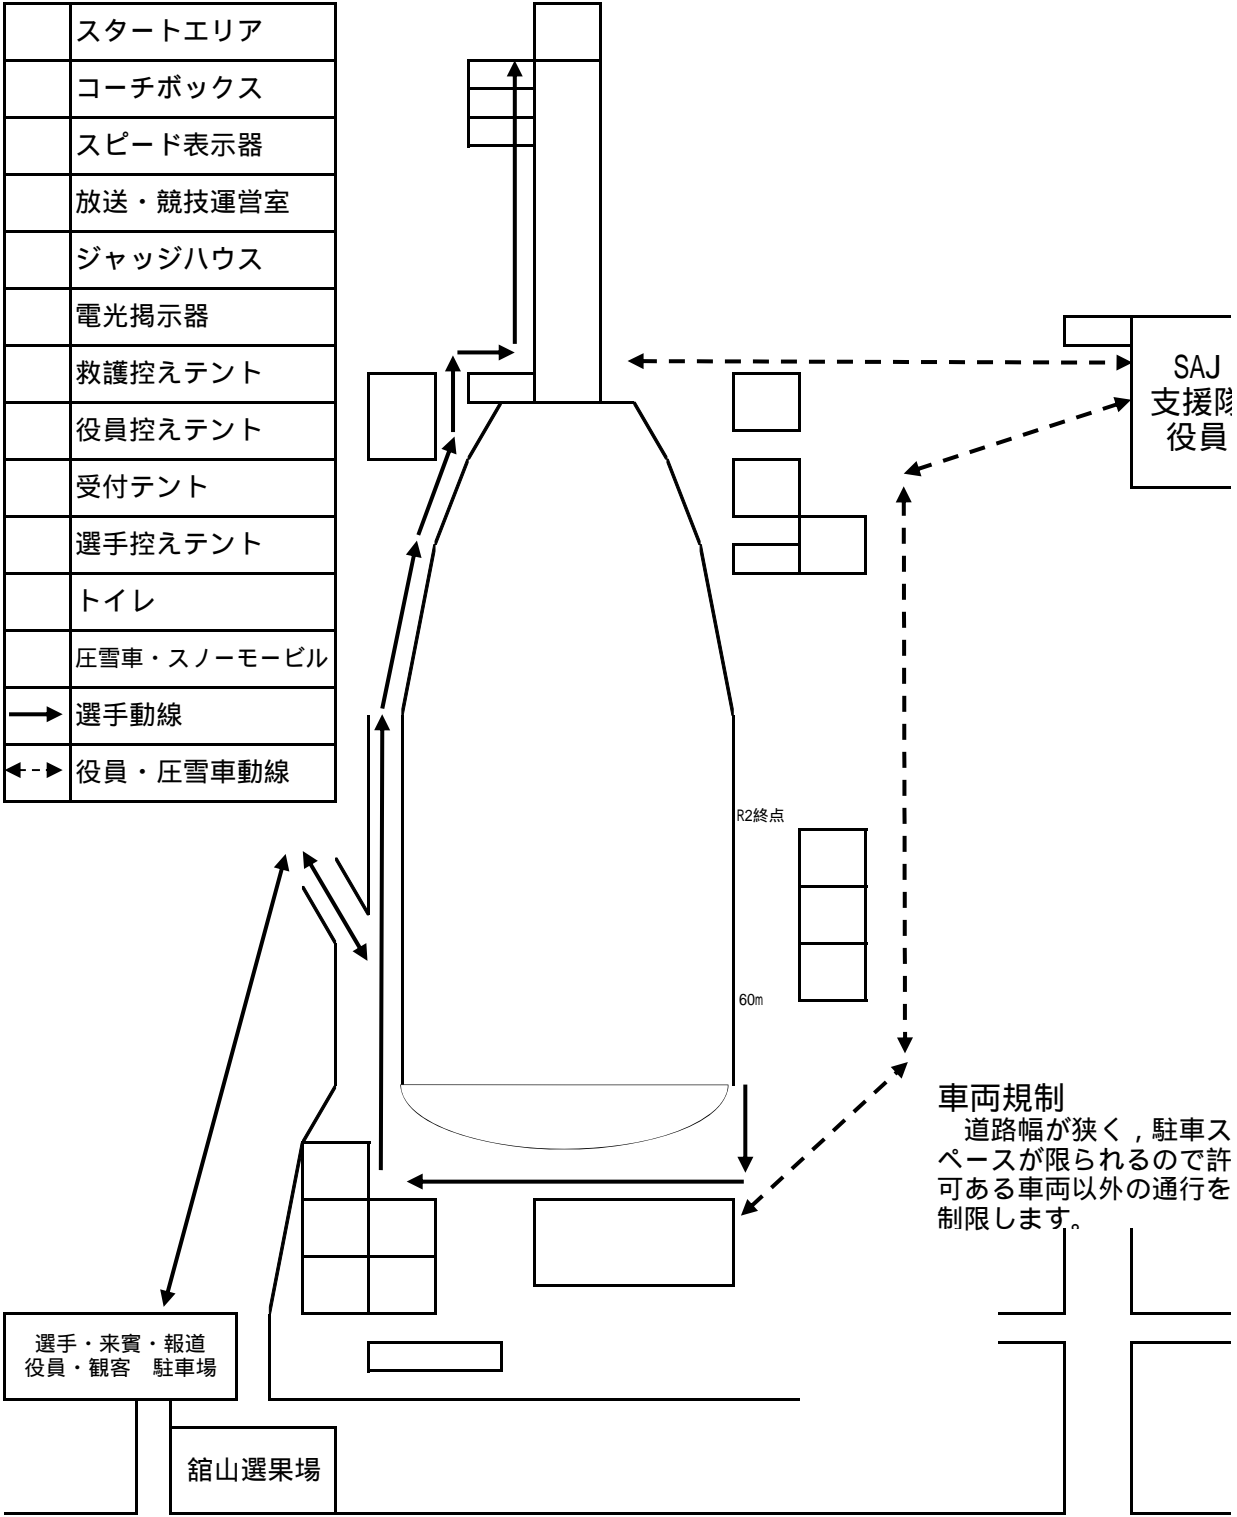 スタートエリア
コーチボックス
スピード表示器
放送・競技運営室
ジャッジハウス
電光掲示器
救護控えテント
役員控えテント
受付テント
選手控えテント
トイレ
圧雪車・スノーモービル
選手動線
役員・圧雪車動線
SAJ
支援隊
役員
R2終点
60m
車両規制
道路幅が狭く，駐車ス
ペースが限られるので許
可ある車両以外の通行を
制限します。
選手・来賓・報道
役員・観客　駐車場
舘山選果場